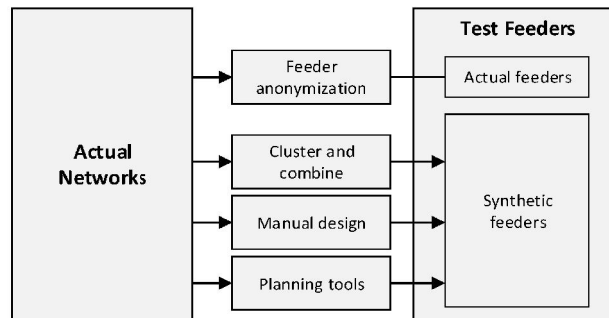 Test Feeders
Feeder
anonymization
Actual feeders
Actual
Networks
Cluster and
combine
Synthetic
feeders
Manual design
Planning tools